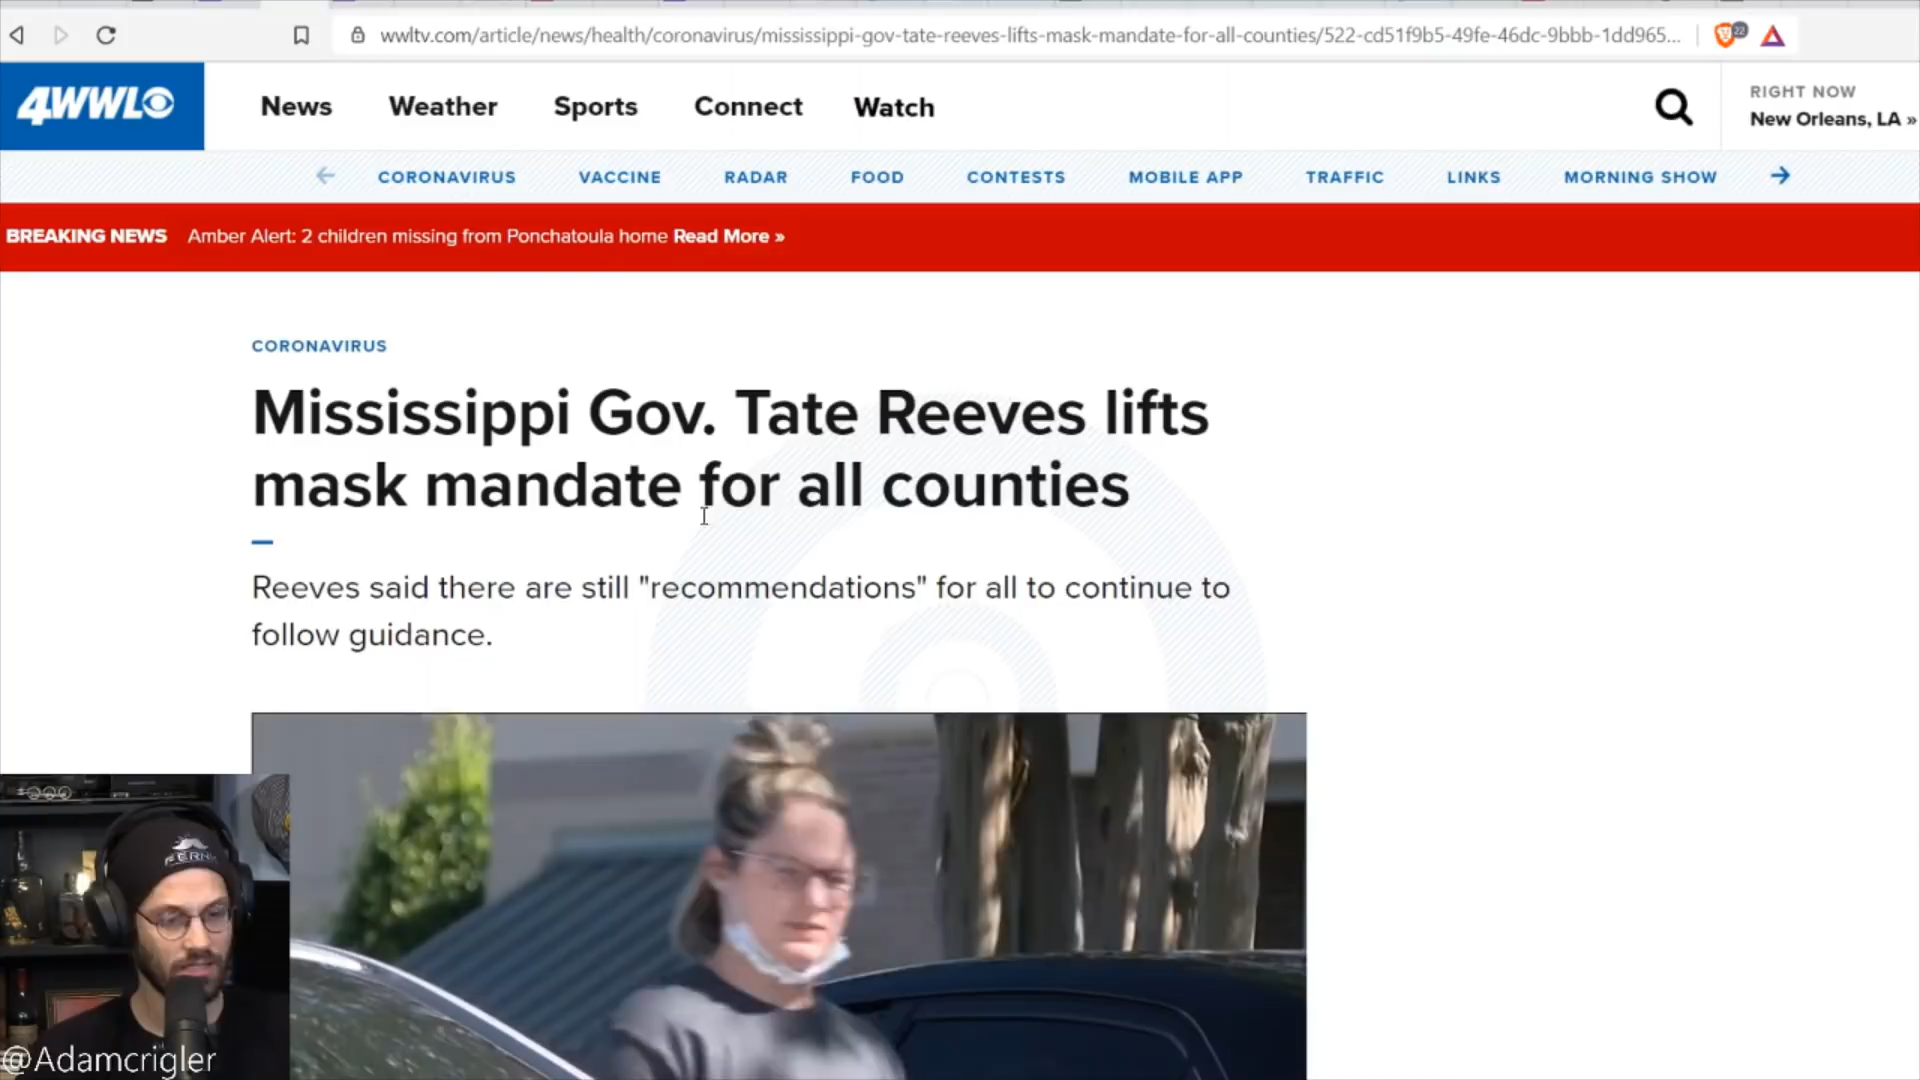 wwltv.com/article/news/health/coronavirus/mississippi-gov-tate-reeves-lifts-mask-mandate-for-all-counties/522-cd51f9b5-49fe-46dc-9bbb-1dd965...
22
4WWL
News Weather Sports Connect Watch
RIGHT NOW
New Orleans, LA »
CORONAVIRUS VACCINE RADAR FOOD CONTESTS MOBILE APP TRAFFIC LINKS MORNING SHOW
BREAKING NEWS Amber Alert: 2 children missing from Ponchatoula home Read More »
CORONAVIRUS
Mississippi Gov. Tate Reeves lifts
mask mandate for all counties
Reeves said there are still "recommendations" for all to continue to
follow guidance.
@Adamcrigler